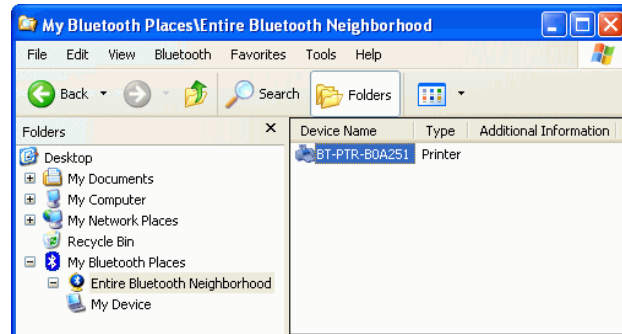 My Bluetooth Places\Entire Bluetooth Neighborhood
File Edit View Bluetooth Favorites Tools Help
Back Search Folders
Folders
Desktop
My Documents
My Computer
My Network Places
Recycle Bin
My Bluetooth Places
Entire Bluetooth Neighborhood
My Device
Device Name Type Additional Information
BT-PTR-B0A251 Printer